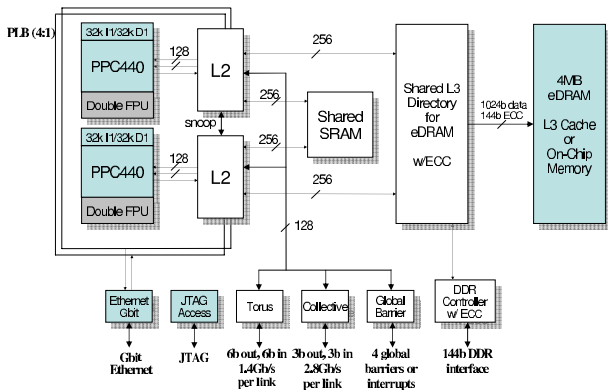 PLB (4:1)
32k I1/32k D1
PPC440
Double FPU
128
L2
256
256
snoop
Shared
SRAM
Shared L3
Directory
for
eDRAM
w/ECC
1024b data
144b ECC
4MB
eDRAM
L3 Cache
or
On-Chip
Memory
32k I1/32k D1
PPC440
Double FPU
128
L2
256
256
128
Ethernet
Gbit
JTAG
Access
Torus
Collective
Global
Barrier
DDR
Controller
w/ ECC
Gbit
Ethernet
JTAG
6b out, 6b in
1.4Gb/s
per link
3b out, 3b in
2.8Gb/s
per link
4 global
barriers or
interrupts
144b DDR
interface